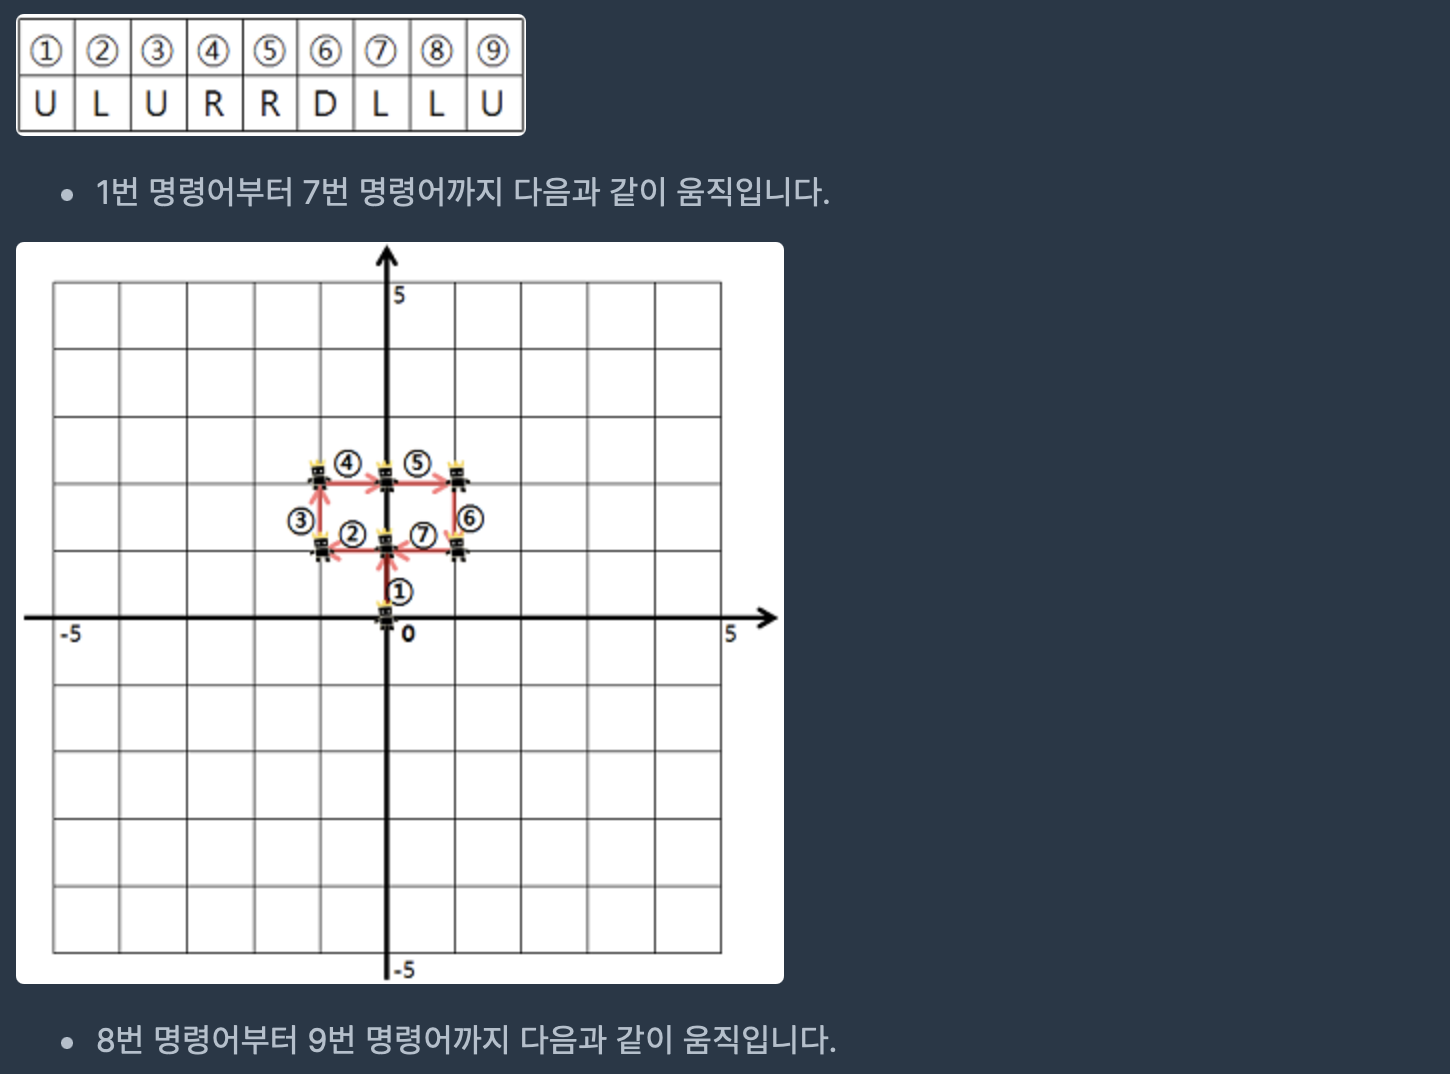 ① ② ③ ④ ⑤ ⑥ ⑦ ⑧ ⑨
U L U R R D L L U
1번 명령어부터 7번 명령어까지 다음과 같이 움직입니다.
5
④ ⑤
③ ② ⑦ ⑥
①
-5 0 5
-5
8번 명령어부터 9번 명령어까지 다음과 같이 움직입니다.